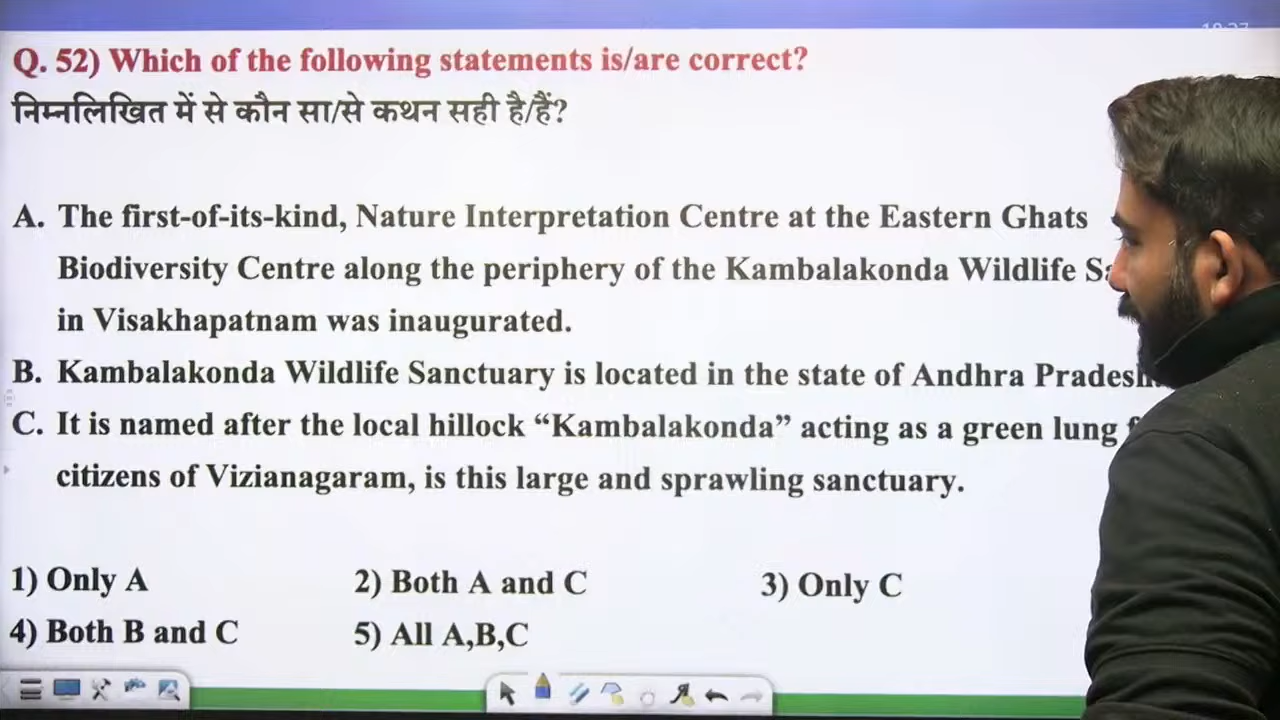 Q. 52) Which of the following statements is/are correct?
निम्नलिखित में से कौन सा/से कथन सही है/हैं?
A. The first-of-its-kind, Nature Interpretation Centre at the Eastern Ghats
Biodiversity Centre along the periphery of the Kambalakonda Wildlife
in Visakhapatnam was inaugurated.
B. Kambalakonda Wildlife Sanctuary is located in the state of Andhra Pradesh.
C. It is named after the local hillock “Kambalakonda” acting as a green lung
citizens of Vizianagaram, is this large and sprawling sanctuary.
1) Only A 2) Both A and C 3) Only C
4) Both B and C 5) All A,B,C